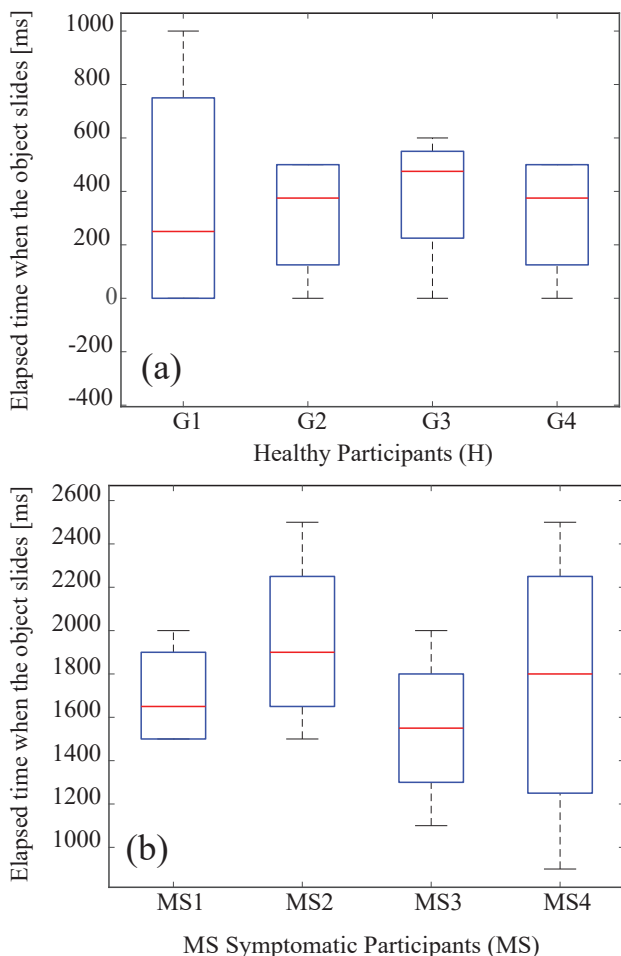 Elapsed time when the object slides [ms]
1000
800
600
400
200
0
-200
-400
(a)
G1 G2 G3 G4
Healthy Participants (H)
Elapsed time when the object slides [ms]
2600
2400
2200
2000
1800
1600
1400
1200
1000
(b)
MS1 MS2 MS3 MS4
MS Symptomatic Participants (MS)